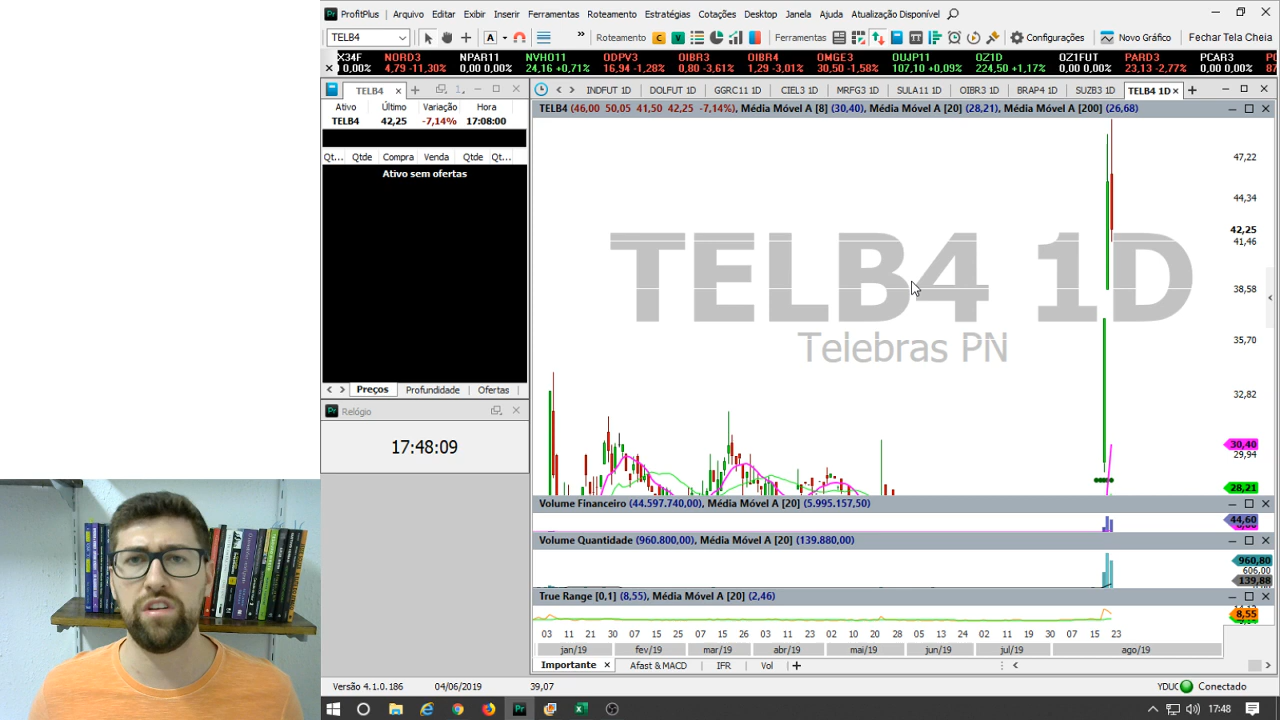 ProfitPlus Arquivo Editar Exibir Inserir Ferramentas Roteamento Estratégias Cotações Desktop Janela Ajuda Atualização Disponível
TELB4 A » Roteamento C V Ferramentas Configurações Novo Gráfico Fechar Fast Cheia
X34F NORD3 NPAR11 NVHO11 ODPV3 OIBR3 OIBR4 OMGE3 OUJP11 OZ1D OZ1FUT PARD3 PCAR3
0,00% 4,79 -11,30% 0,00 0,00% 24,16 +0,71% 16,94 -1,28% 0,80 -3,61% 1,29 -3,01% 30,50 -1,58% 107,10 +0,09% 224,50 +1,17% 0,00 0,00% 23,13 -2,77% 0,00 0,00%
TELB4
Ativo Último Variação Hora
TELB4 42,25 -7,14% 17:08:00
Qt... Qtde Compra Venda Qtde Qt...
Ativo sem ofertas
Preços Profundidade Ofertas
Relógio
17:48:09
INDFUT 1D DOLFUT 1D GGRC11 1D CIEL3 1D MRFG3 1D SULA11 1D OIBR3 1D BRAP4 1D SUZB3 1D TELB4 1D
TELB4 (46,00 50,05 41,50 42,25 -7,14%), Média Móvel A [8] (30,40), Média Móvel A [20] (28,21), Média Móvel A [200] (26,68)
TELB4 1D
Telebras PN
47,22
44,34
42,25
41,46
38,58
35,70
32,82
30,40
29,94
28,21
Volume Financeiro (44.597.740,00), Média Móvel A [20] (5.995.157,50)
44,60
Volume Quantidade (960.800,00), Média Móvel A [20] (139.880,00)
960,80
606,00
139,88
True Range [0,1] (8,55), Média Móvel A [20] (2,46)
8,55
03 11 21 30 07 15 25 07 15 26 03 11 23 02 10 20 28 05 13 24 02 11 19 30 07 15 23
jan/19 fev/19 mar/19 abr/19 mai/19 jun/19 jul/19 ago/19
Importante Afast & MACD IFR Vol
Versão 4.1.0.186 04/06/2019 39,07 YDUC Conectado
17:48